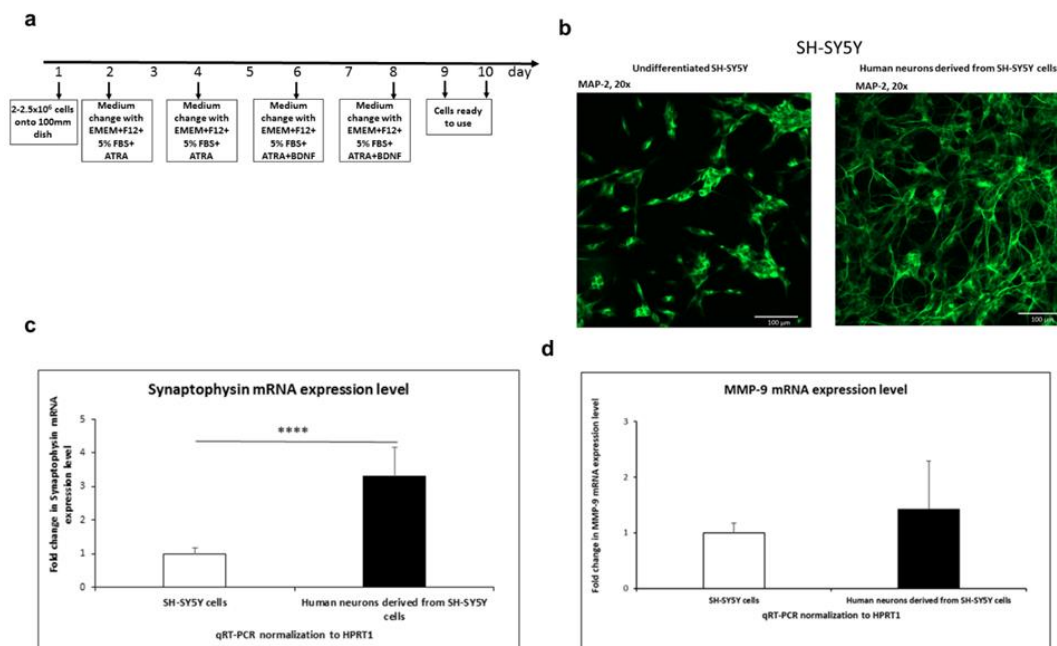 a
1 2 3 4 5 6 7 8 9 10 day
2-2.5x10⁶ cells
onto 100mm
dish
Medium
change with
EMEM+F12+
5% FBS+
ATRA
Medium
change with
EMEM+F12+
5% FBS+
ATRA
Medium
change with
EMEM+F12+
5% FBS+
ATRA+BDNF
Medium
change with
EMEM+F12+
5% FBS+
ATRA+BDNF
Cells ready
to use
b
SH-SY5Y
Undifferentiated SH-SY5Y
MAP-2, 20x
100 µm
Human neurons derived from SH-SY5Y cells
MAP-2, 20x
100 µm
c
Synaptophysin mRNA expression level
Fold change in Synaptophysin mRNA
expression level
5
4
3
2
1
0
****
SH-SY5Y cells
Human neurons derived from SH-SY5Y
cells
qRT-PCR normalization to HPRT1
d
MMP-9 mRNA expression level
Fold change in MMP-9 mRNA expression level
3
2
1
0
SH-SY5Y cells
Human neurons derived from SH-SY5Y cells
qRT-PCR normalization to HPRT1